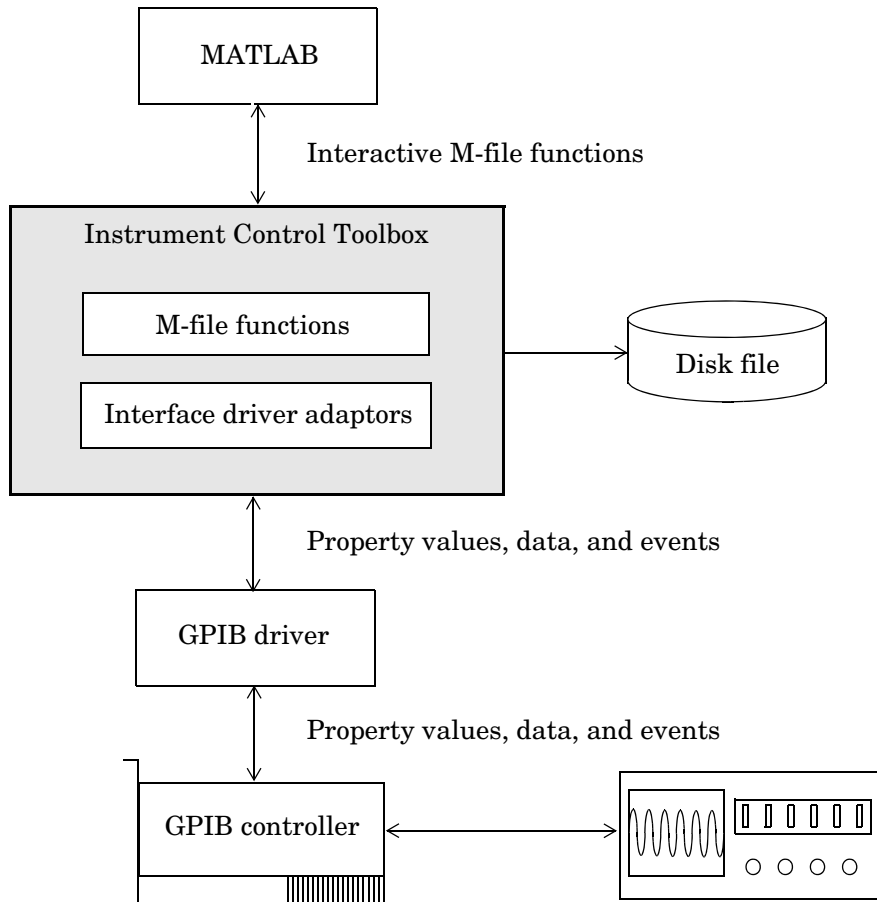 MATLAB
Interactive M-file functions
Instrument Control Toolbox
M-file functions
Interface driver adaptors
Disk file
Property values, data, and events
GPIB driver
Property values, data, and events
GPIB controller